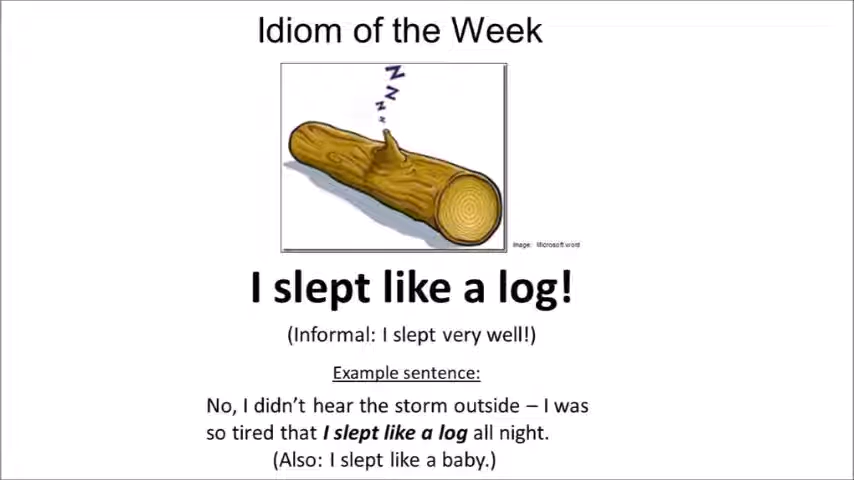 Idiom of the Week
Z
Z
Z
z
Image: Microsoft word
I slept like a log!
(Informal: I slept very well!)
Example sentence:
No, I didn’t hear the storm outside – I was
so tired that I slept like a log all night.
(Also: I slept like a baby.)